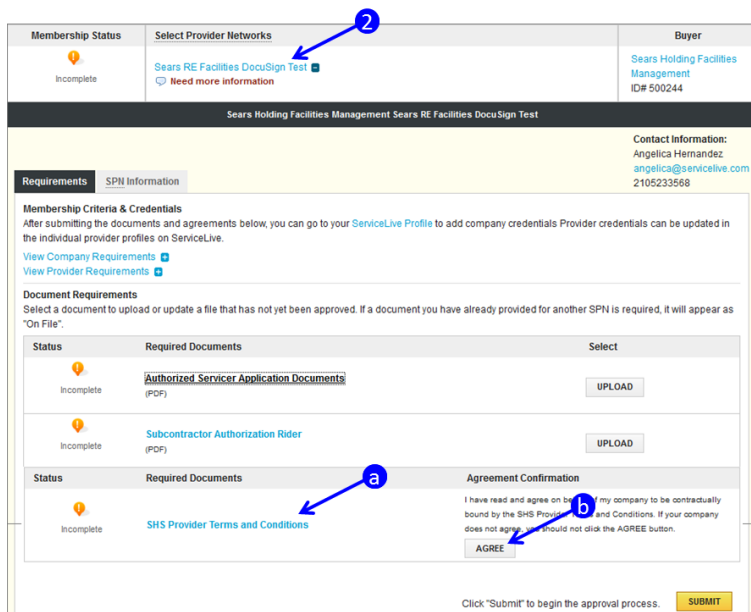 2
Membership Status
Select Provider Networks
Buyer
Incomplete
Sears RE Facilities DocuSign Test
Need more information
Sears Holding Facilities
Management
ID# 500244
Sears Holding Facilities Management Sears RE Facilities DocuSign Test
Contact Information:
Angelica Hernandez
angelica@servicelive.com
2105233568
Requirements
SPN Information
Membership Criteria & Credentials
After submitting the documents and agreements below, you can go to your ServiceLive Profile to add company credentials Provider credentials can be updated in
the individual provider profiles on ServiceLive.
View Company Requirements
View Provider Requirements
Document Requirements
Select a document to upload or update a file that has not yet been approved. If a document you have already provided for another SPN is required, it will appear as
"On File".
Status
Required Documents
Select
Incomplete
Authorized Servicer Application Documents
(PDF)
UPLOAD
Incomplete
Subcontractor Authorization Rider
(PDF)
UPLOAD
Status
Required Documents
a
Agreement Confirmation
Incomplete
SHS Provider Terms and Conditions
I have read and agree on of my company to be contractually
b
bound by the SHS Provider and Conditions. If your company
does not agree, should not click the AGREE button.
AGREE
Click "Submit" to begin the approval process.
SUBMIT